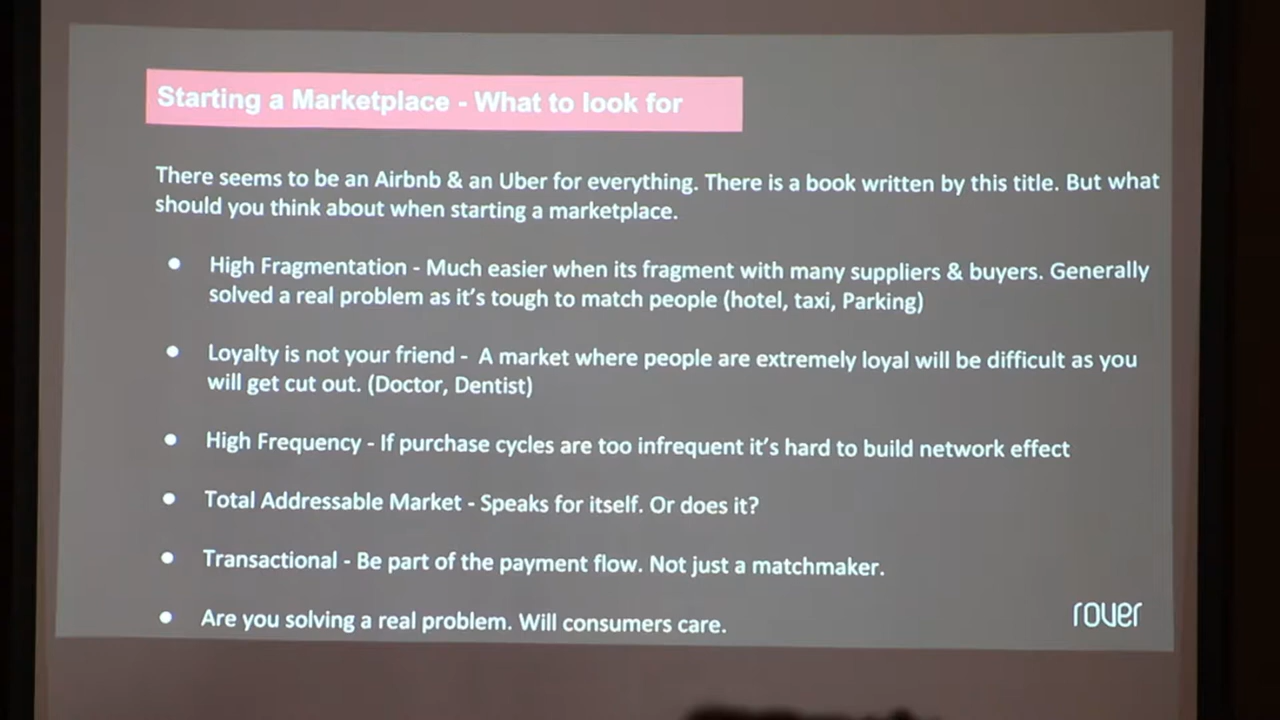 Starting a Marketplace - What to look for
There seems to be an Airbnb & an Uber for everything. There is a book written by this title. But what
should you think about when starting a marketplace.
● High Fragmentation - Much easier when its fragment with many suppliers & buyers. Generally
solved a real problem as it's tough to match people (hotel, taxi, Parking)
● Loyalty is not your friend - A market where people are extremely loyal will be difficult as you
will get cut out. (Doctor, Dentist)
● High Frequency - If purchase cycles are too infrequent it's hard to build network effect
● Total Addressable Market - Speaks for itself. Or does it?
● Transactional - Be part of the payment flow. Not just a matchmaker.
● Are you solving a real problem. Will consumers care.
rover